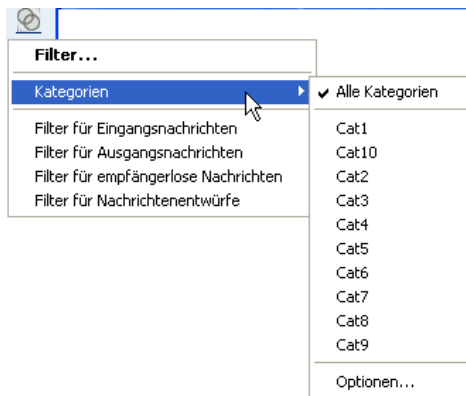 Filter...
Kategorien
Filter für Eingangsnachrichten
Filter für Ausgangsnachrichten
Filter für empfängerlose Nachrichten
Filter für Nachrichtenentwürfe
Alle Kategorien
Cat1
Cat10
Cat2
Cat3
Cat4
Cat5
Cat6
Cat7
Cat8
Cat9
Optionen...